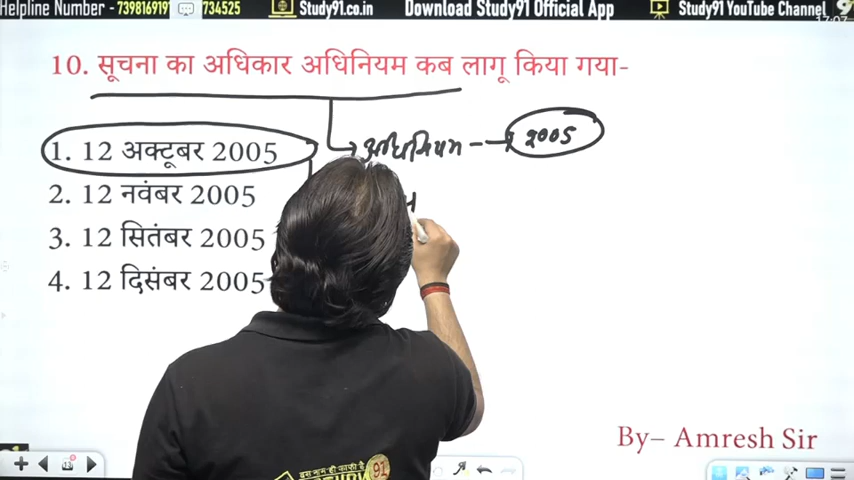 Helpline Number - 7398169191 734525 Study91.co.in Download Study91 Official App Study91 YouTube Channel
10. सूचना का अधिकार अधिनियम कब लागू किया गया-
अधिनियम 2005
1. 12 अक्टूबर 2005
2. 12 नवंबर 2005
3. 12 सितंबर 2005
4. 12 दिसंबर 2005
By– Amresh Sir
91